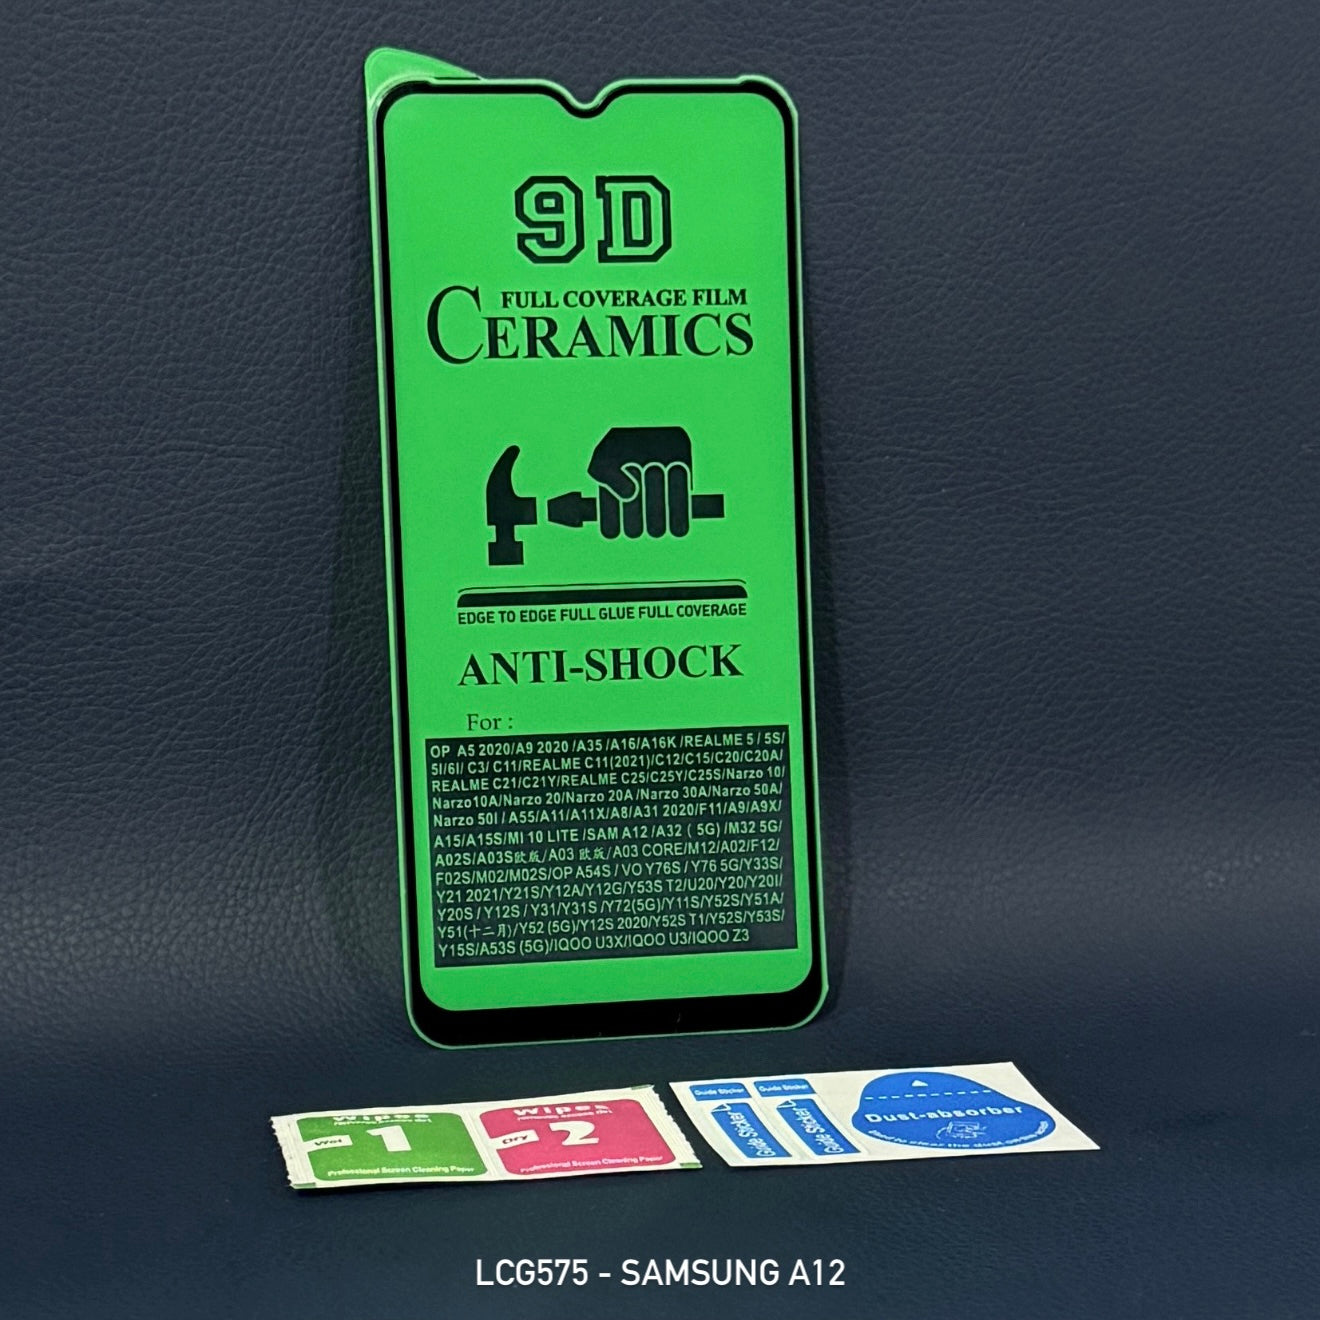 9D
FULL COVERAGE FILM
CERAMICS
EDGE TO EDGE FULL GLUE FULL COVERAGE
ANTI-SHOCK
For :
OP A5 2020/A9 2020 /A35 /A16/A16K /REALME 5 / 5S/
5I/6I/ C3/ C11/REALME C11(2021)/C12/C15/C20/C20A/
REALME C21/C21Y/REALME C25/C25Y/C25S/Narzo 10/
Narzo10A/Narzo 20/Narzo 20A /Narzo 30A/Narzo 50A/
Narzo 50I / A55/A11/A11X/A8/A31 2020/F11/A9/A9X/
A15/A15S/MI 10 LITE /SAM A12 /A32 ( 5G) /M32 5G/
A02S/A03S欧版/A03 欧版/A03 CORE/M12/A02/F12/
F02S/M02/M02S/OP A54S / VO Y76S / Y76 5G/Y33S/
Y21 2021/Y21S/Y12A/Y12G/Y53S T2/U20/Y20/Y20I/
Y20S / Y12S / Y31/Y31S /Y72(5G)/Y11S/Y52S/Y51A/
Y51(十二月)/Y52 (5G)/Y12S 2020/Y52S T1/Y52S/Y53S/
Y15S/A53S (5G)/IQOO U3X/IQOO U3/IQOO Z3
Wipes
Wet 1
Professional Screen Cleaning Paper
Wipes
Dry 2
Professional Screen Cleaning Paper
Guide Sticker
Guide Sticker
Guide Sticker
Guide Sticker
Dust-absorber
LCG575 - SAMSUNG A12